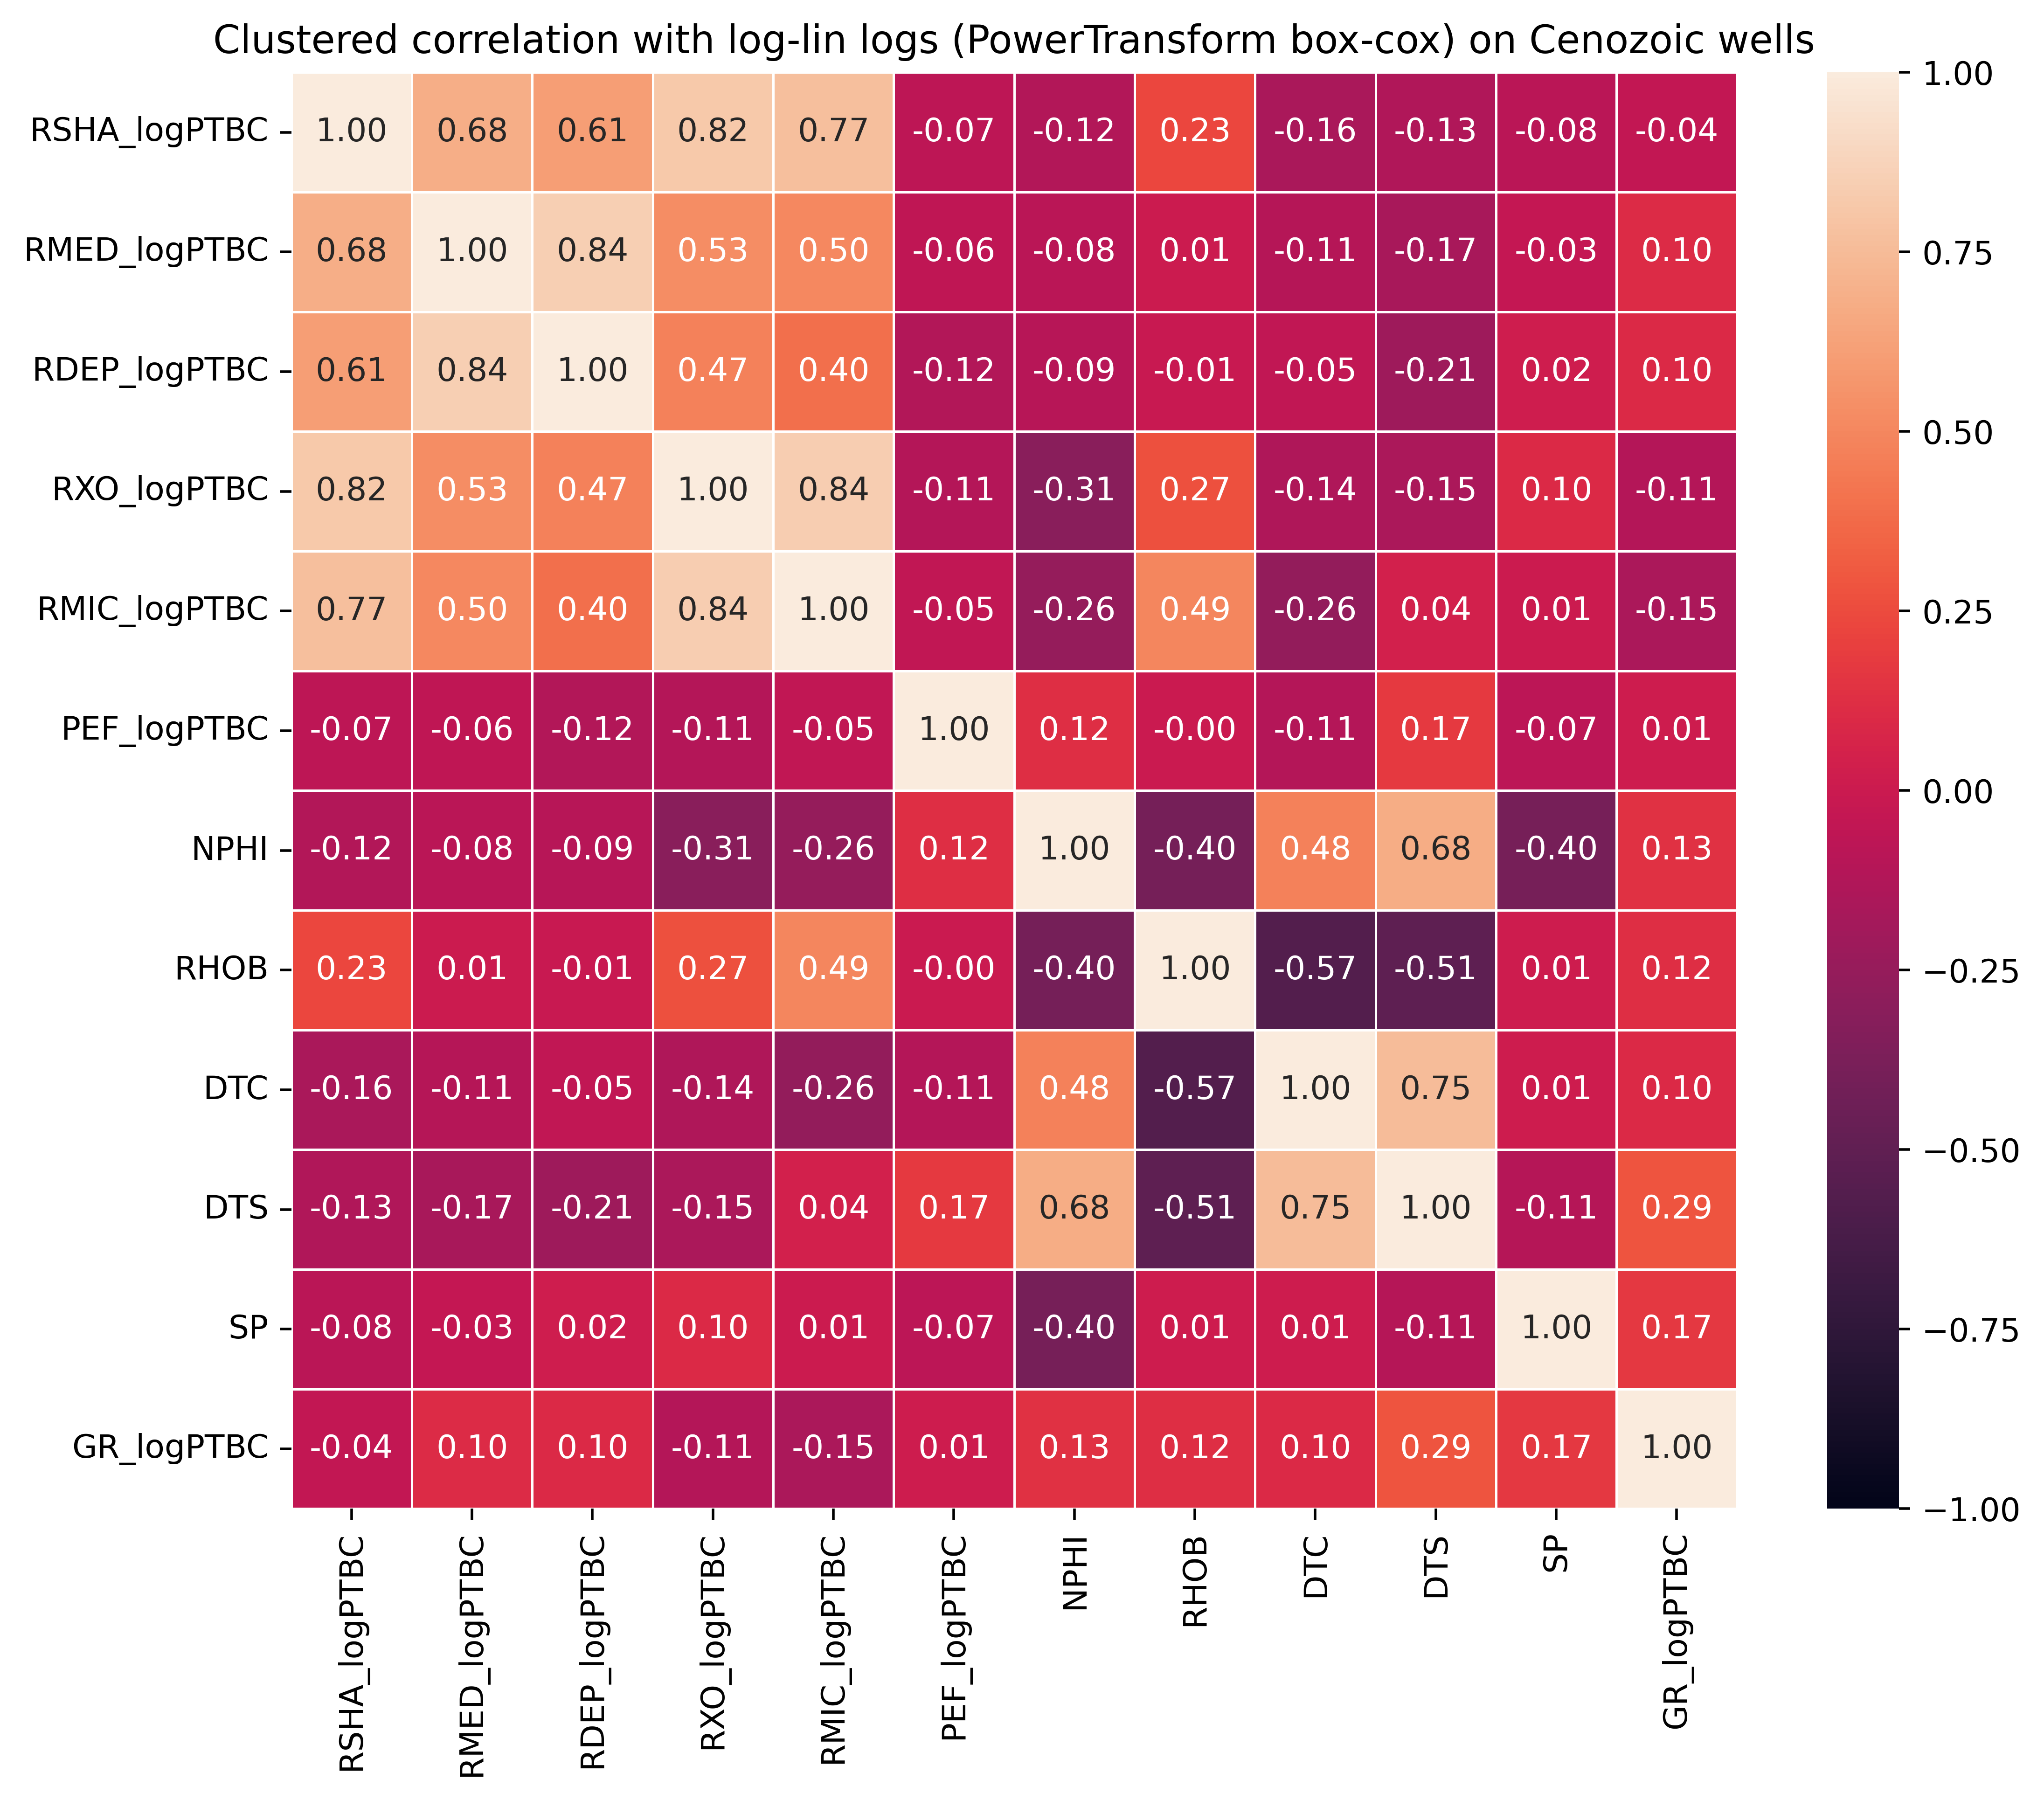 Clustered correlation with log-lin logs (PowerTransform box-cox) on Cenozoic wells
RSHA_logPTBC 1.00 0.68 0.61 0.82 0.77 -0.07 -0.12 0.23 -0.16 -0.13 -0.08 -0.04
RMED_logPTBC 0.68 1.00 0.84 0.53 0.50 -0.06 -0.08 0.01 -0.11 -0.17 -0.03 0.10
RDEP_logPTBC 0.61 0.84 1.00 0.47 0.40 -0.12 -0.09 -0.01 -0.05 -0.21 0.02 0.10
RXO_logPTBC 0.82 0.53 0.47 1.00 0.84 -0.11 -0.31 0.27 -0.14 -0.15 0.10 -0.11
RMIC_logPTBC 0.77 0.50 0.40 0.84 1.00 -0.05 -0.26 0.49 -0.26 0.04 0.01 -0.15
PEF_logPTBC -0.07 -0.06 -0.12 -0.11 -0.05 1.00 0.12 -0.00 -0.11 0.17 -0.07 0.01
NPHI -0.12 -0.08 -0.09 -0.31 -0.26 0.12 1.00 -0.40 0.48 0.68 -0.40 0.13
RHOB 0.23 0.01 -0.01 0.27 0.49 -0.00 -0.40 1.00 -0.57 -0.51 0.01 0.12
DTC -0.16 -0.11 -0.05 -0.14 -0.26 -0.11 0.48 -0.57 1.00 0.75 0.01 0.10
DTS -0.13 -0.17 -0.21 -0.15 0.04 0.17 0.68 -0.51 0.75 1.00 -0.11 0.29
SP -0.08 -0.03 0.02 0.10 0.01 -0.07 -0.40 0.01 0.01 -0.11 1.00 0.17
GR_logPTBC -0.04 0.10 0.10 -0.11 -0.15 0.01 0.13 0.12 0.10 0.29 0.17 1.00
RSHA_logPTBC
RMED_logPTBC
RDEP_logPTBC
RXO_logPTBC
RMIC_logPTBC
PEF_logPTBC
NPHI
RHOB
DTC
DTS
SP
GR_logPTBC
1.00
0.75
0.50
0.25
0.00
−0.25
−0.50
−0.75
−1.00